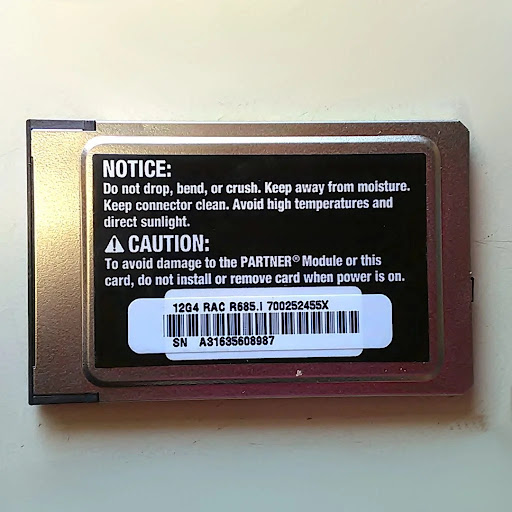 NOTICE:
Do not drop, bend, or crush. Keep away from moisture.
Keep connector clean. Avoid high temperatures and
direct sunlight.
⚠ CAUTION:
To avoid damage to the PARTNER® Module or this
card, do not install or remove card when power is on.
12G4 RAC R685.I 700252455X
SN A31635608987